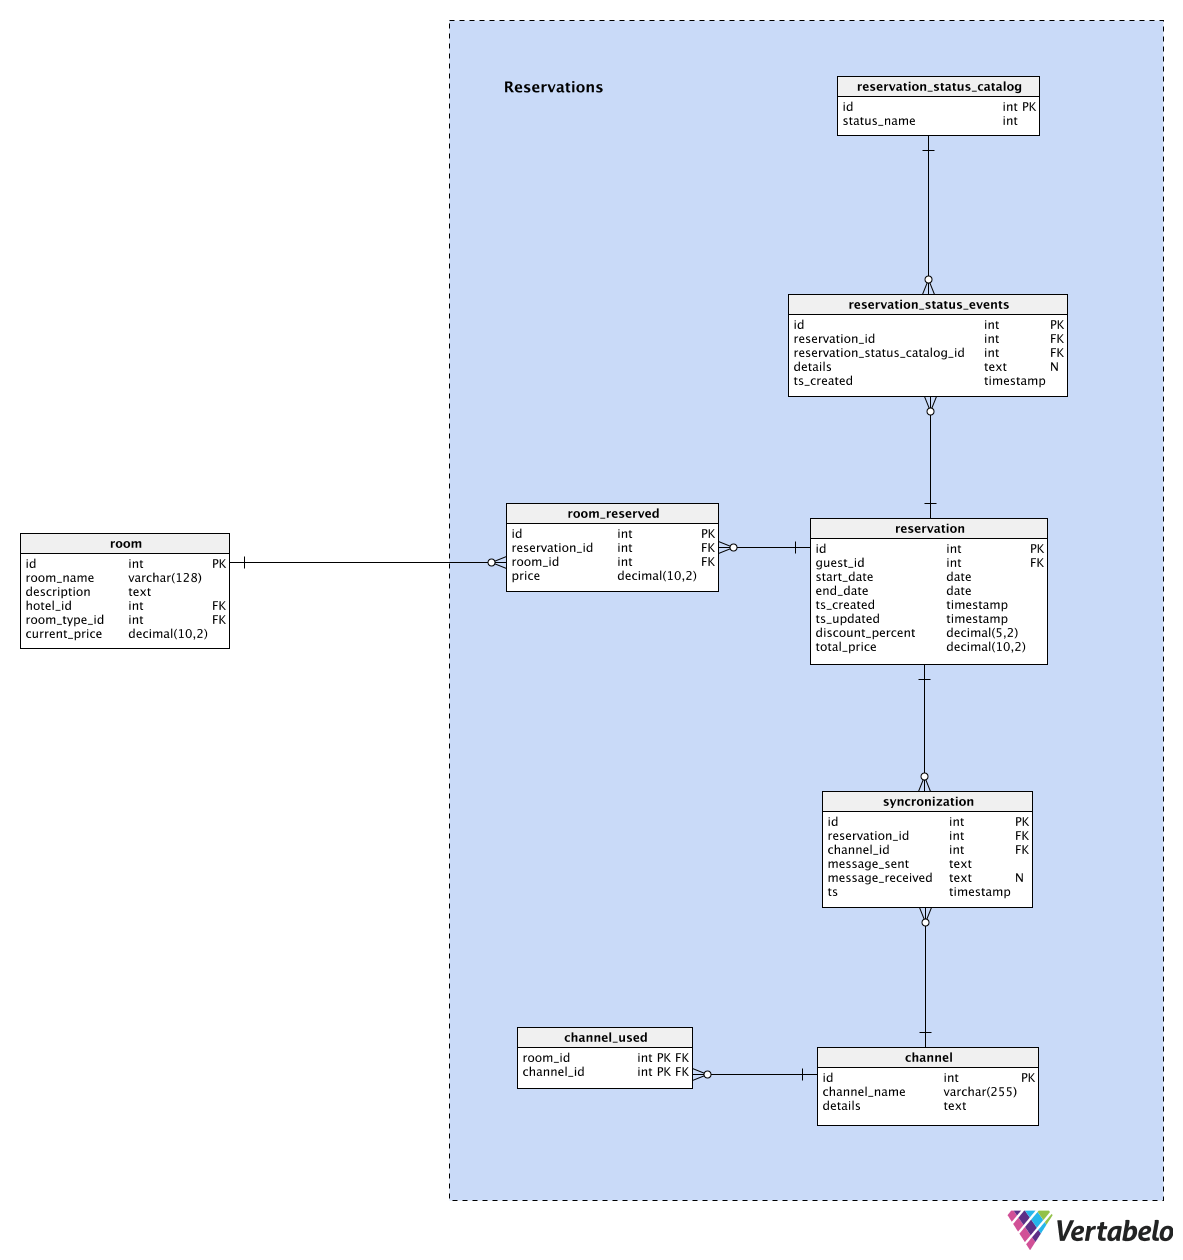 Reservations
reservation_status_catalog
id int PK
status_name int
reservation_status_events
id int PK
reservation_id int FK
reservation_status_catalog_id int FK
details text N
ts_created timestamp
room
id int PK
room_name varchar(128)
description text
hotel_id int FK
room_type_id int FK
current_price decimal(10,2)
room_reserved
id int PK
reservation_id int FK
room_id int FK
price decimal(10,2)
reservation
id int PK
guest_id int FK
start_date date
end_date date
ts_created timestamp
ts_updated timestamp
discount_percent decimal(5,2)
total_price decimal(10,2)
syncronization
id int PK
reservation_id int FK
channel_id int FK
message_sent text
message_received text N
ts timestamp
channel_used
room_id int PK FK
channel_id int PK FK
channel
id int PK
channel_name varchar(255)
details text
Vertabelo